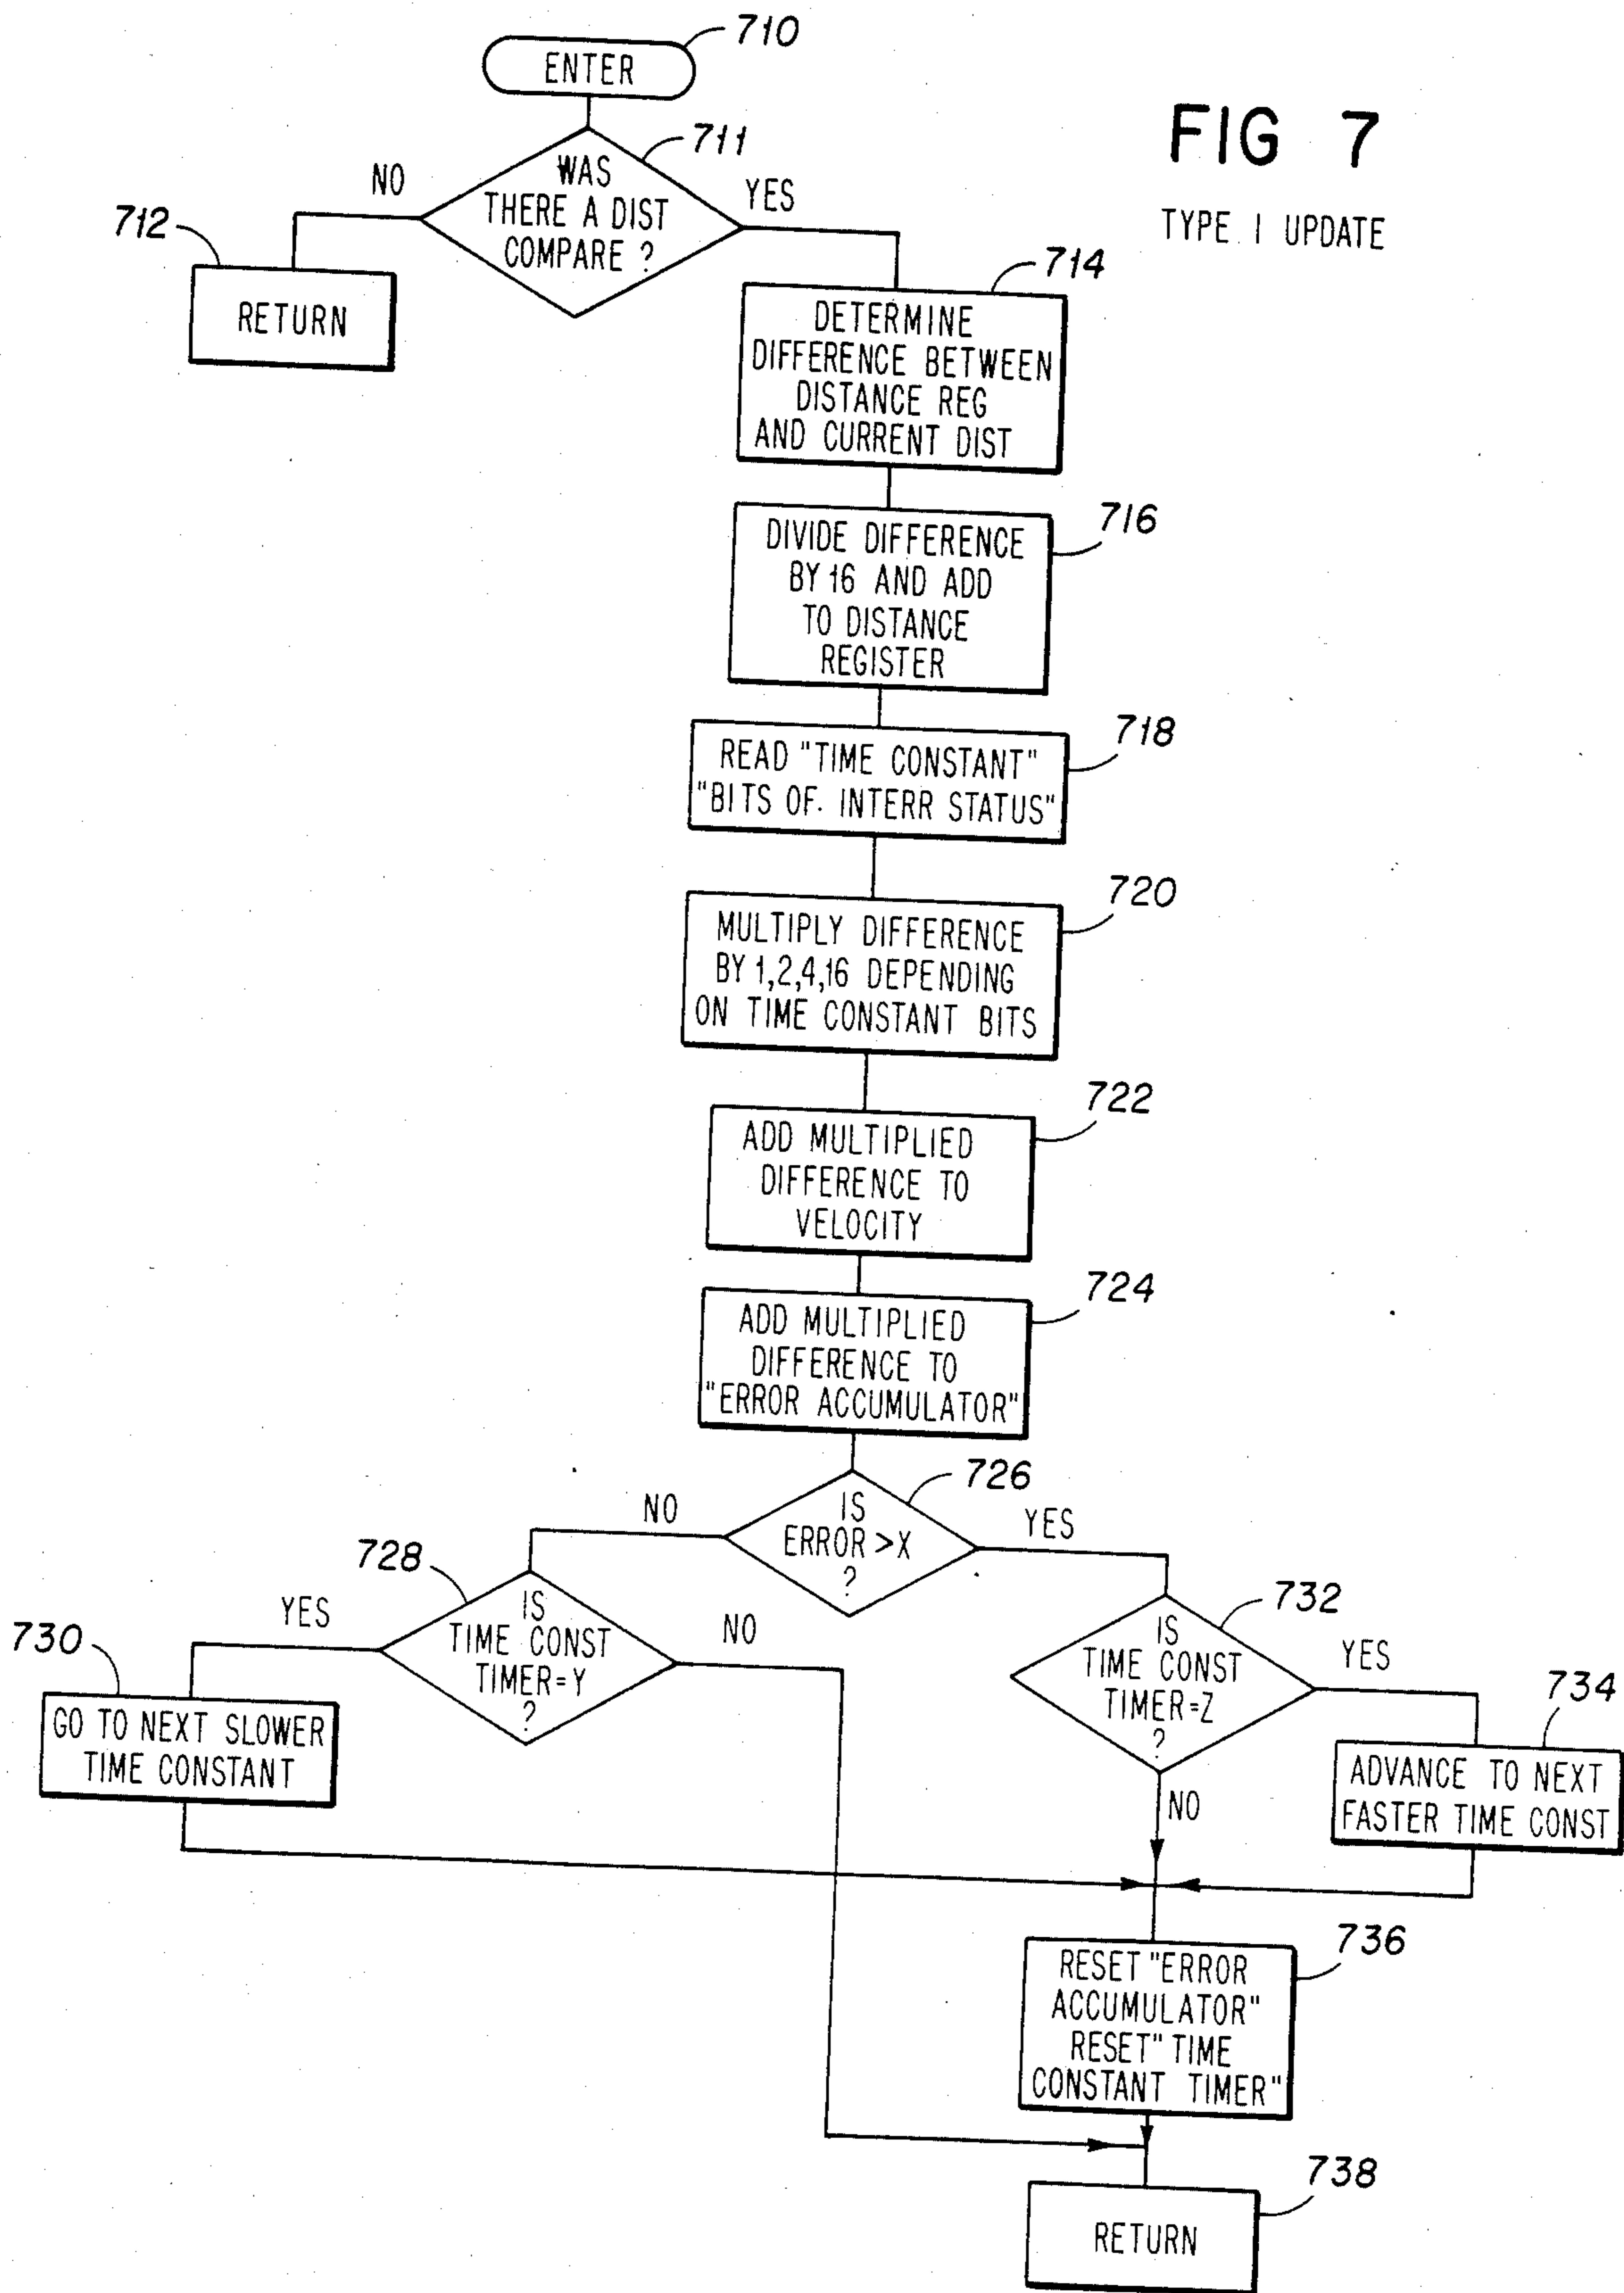 710
ENTER
FIG 7
TYPE I UPDATE
711
WAS
THERE A DIST
COMPARE ?
NO
YES
712
RETURN
714
DETERMINE
DIFFERENCE BETWEEN
DISTANCE REG
AND CURRENT DIST
716
DIVIDE DIFFERENCE
BY 16 AND ADD
TO DISTANCE
REGISTER
718
READ "TIME CONSTANT"
"BITS OF. INTERR STATUS"
720
MULTIPLY DIFFERENCE
BY 1,2,4,16 DEPENDING
ON TIME CONSTANT BITS
722
ADD MULTIPLIED
DIFFERENCE TO
VELOCITY
724
ADD MULTIPLIED
DIFFERENCE TO
"ERROR ACCUMULATOR"
726
IS
ERROR >X
?
NO
YES
728
IS
TIME CONST
TIMER=Y
?
YES
NO
730
GO TO NEXT SLOWER
TIME CONSTANT
732
IS
TIME CONST
TIMER=Z
?
YES
NO
734
ADVANCE TO NEXT
FASTER TIME CONST
736
RESET "ERROR
ACCUMULATOR"
RESET" TIME
CONSTANT TIMER"
738
RETURN